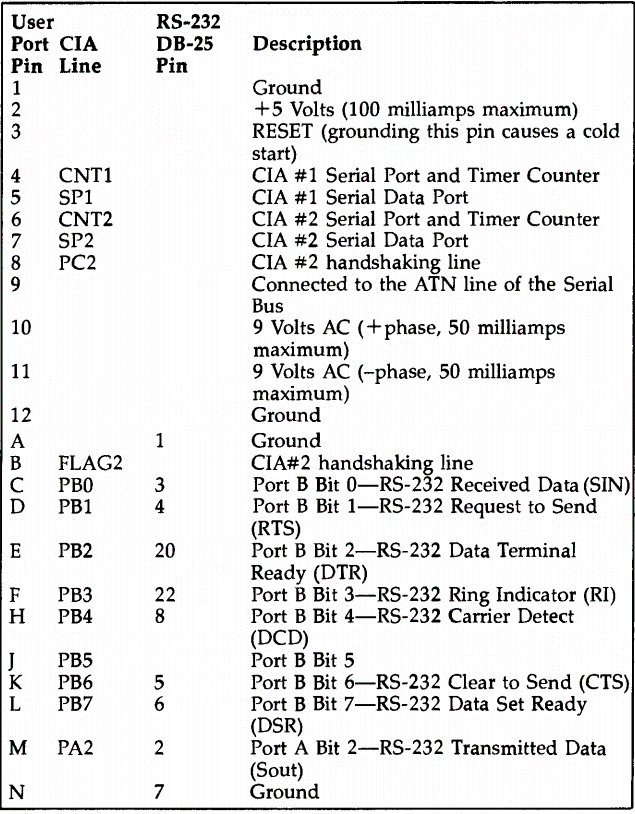 User RS-232
Port CIA DB-25 Description
Pin Line Pin
1 Ground
2 +5 Volts (100 milliamps maximum)
3 RESET (grounding this pin causes a cold
start)
4 CNT1 CIA #1 Serial Port and Timer Counter
5 SP1 CIA #1 Serial Data Port
6 CNT2 CIA #2 Serial Port and Timer Counter
7 SP2 CIA #2 Serial Data Port
8 PC2 CIA #2 handshaking line
9 Connected to the ATN line of the Serial
Bus
10 9 Volts AC (+phase, 50 milliamps
maximum)
11 9 Volts AC (–phase, 50 milliamps
maximum)
12 Ground
A 1 Ground
B FLAG2 CIA#2 handshaking line
C PB0 3 Port B Bit 0—RS-232 Received Data (SIN)
D PB1 4 Port B Bit 1—RS-232 Request to Send
(RTS)
E PB2 20 Port B Bit 2—RS-232 Data Terminal
Ready (DTR)
F PB3 22 Port B Bit 3—RS-232 Ring Indicator (RI)
H PB4 8 Port B Bit 4—RS-232 Carrier Detect
(DCD)
J PB5 Port B Bit 5
K PB6 5 Port B Bit 6—RS-232 Clear to Send (CTS)
L PB7 6 Port B Bit 7—RS-232 Data Set Ready
(DSR)
M PA2 2 Port A Bit 2—RS-232 Transmitted Data
(Sout)
N 7 Ground